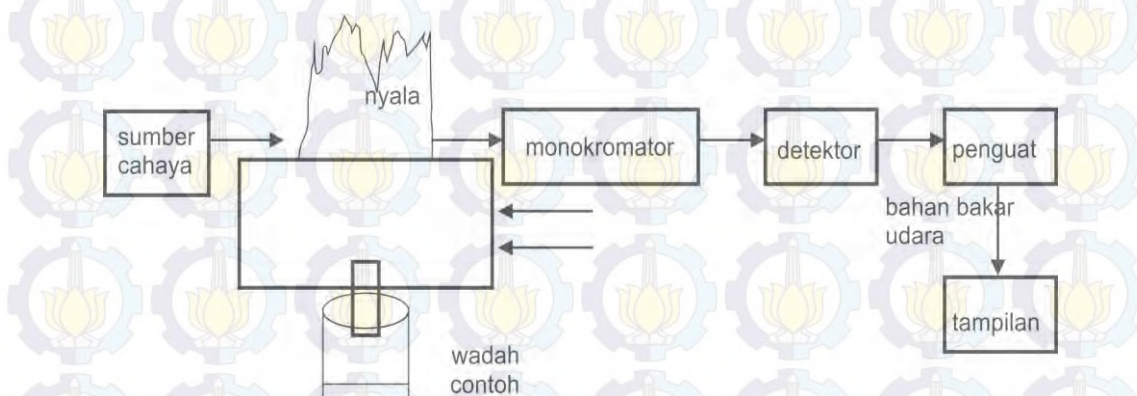 nyala
sumber
cahaya
monokromator
detektor
penguat
bahan bakar
udara
tampilan
wadah
contoh